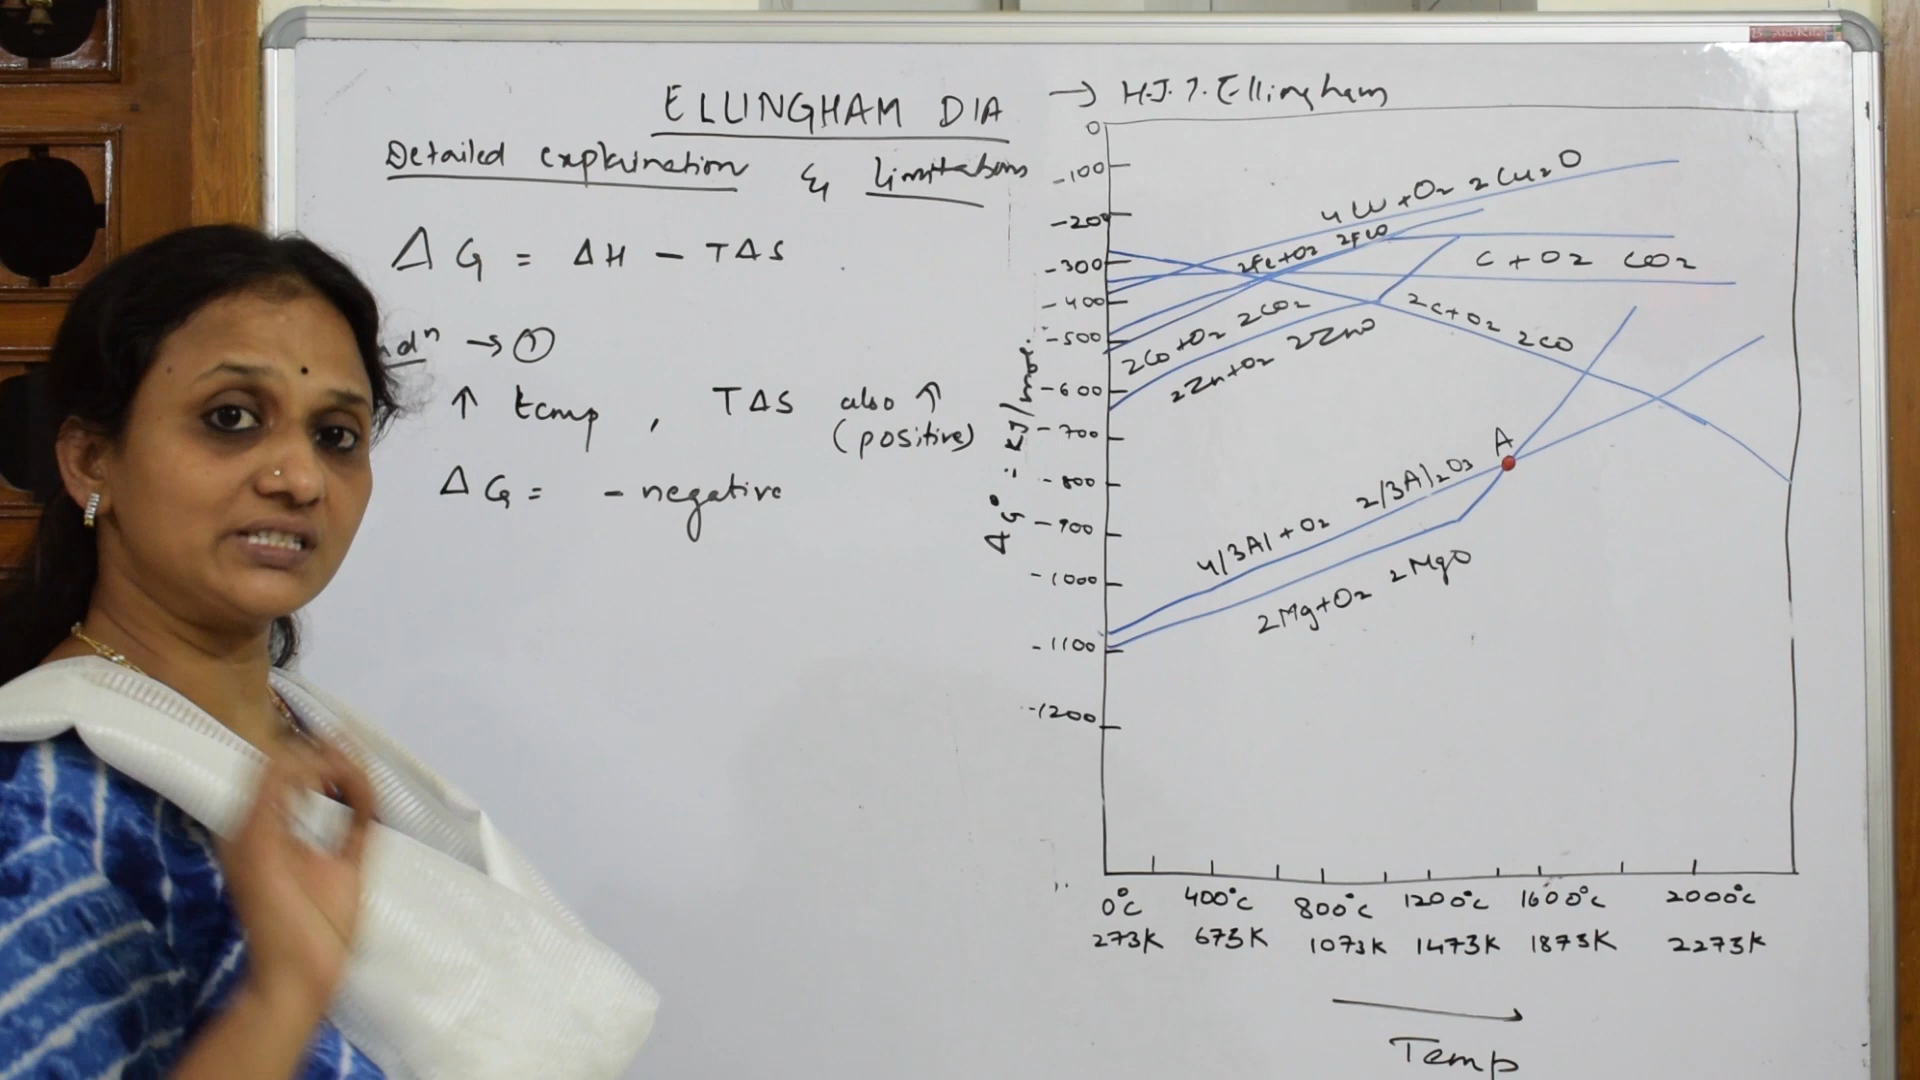 ELLINGHAM DIA → H.J.T. Ellingham
Detailed explaination & limitations
ΔG = ΔH - TΔS
ndⁿ → ①
↑ temp, TΔS also ↑
(positive)
ΔG = - negative
0
-100
-200
-300
-400
-500
-600
-700
-800
-900
-1000
-1100
-1200
ΔG° = KJ/mol
4Cu+O2 2Cu2O
2Fe+O2 2FeO
C+O2 CO2
2CO+O2 2CO2
2C+O2 2CO
2Zn+O2 2ZnO
A
4/3Al+O2 2/3Al2O3
2Mg+O2 2MgO
0°C 400°C 800°C 1200°C 1600°C 2000°C
273K 673K 1073K 1473K 1873K 2273K
→
Temp